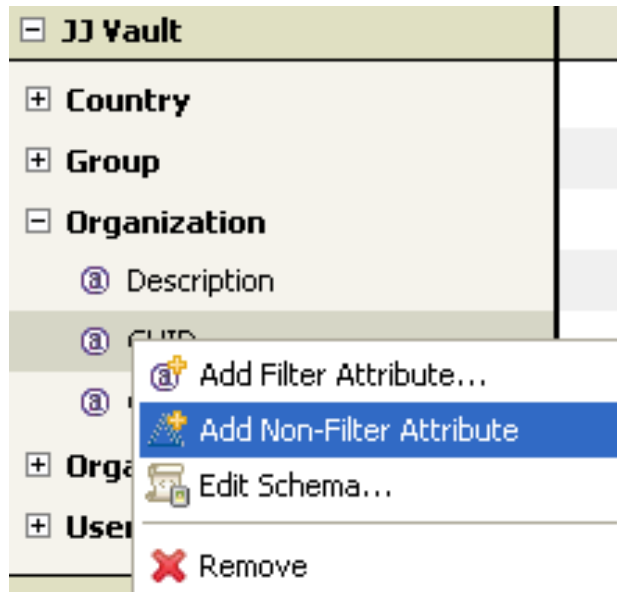 JJ Vault
Country
Group
Organization
Description
Add Filter Attribute...
Add Non-Filter Attribute
Edit Schema...
Remove